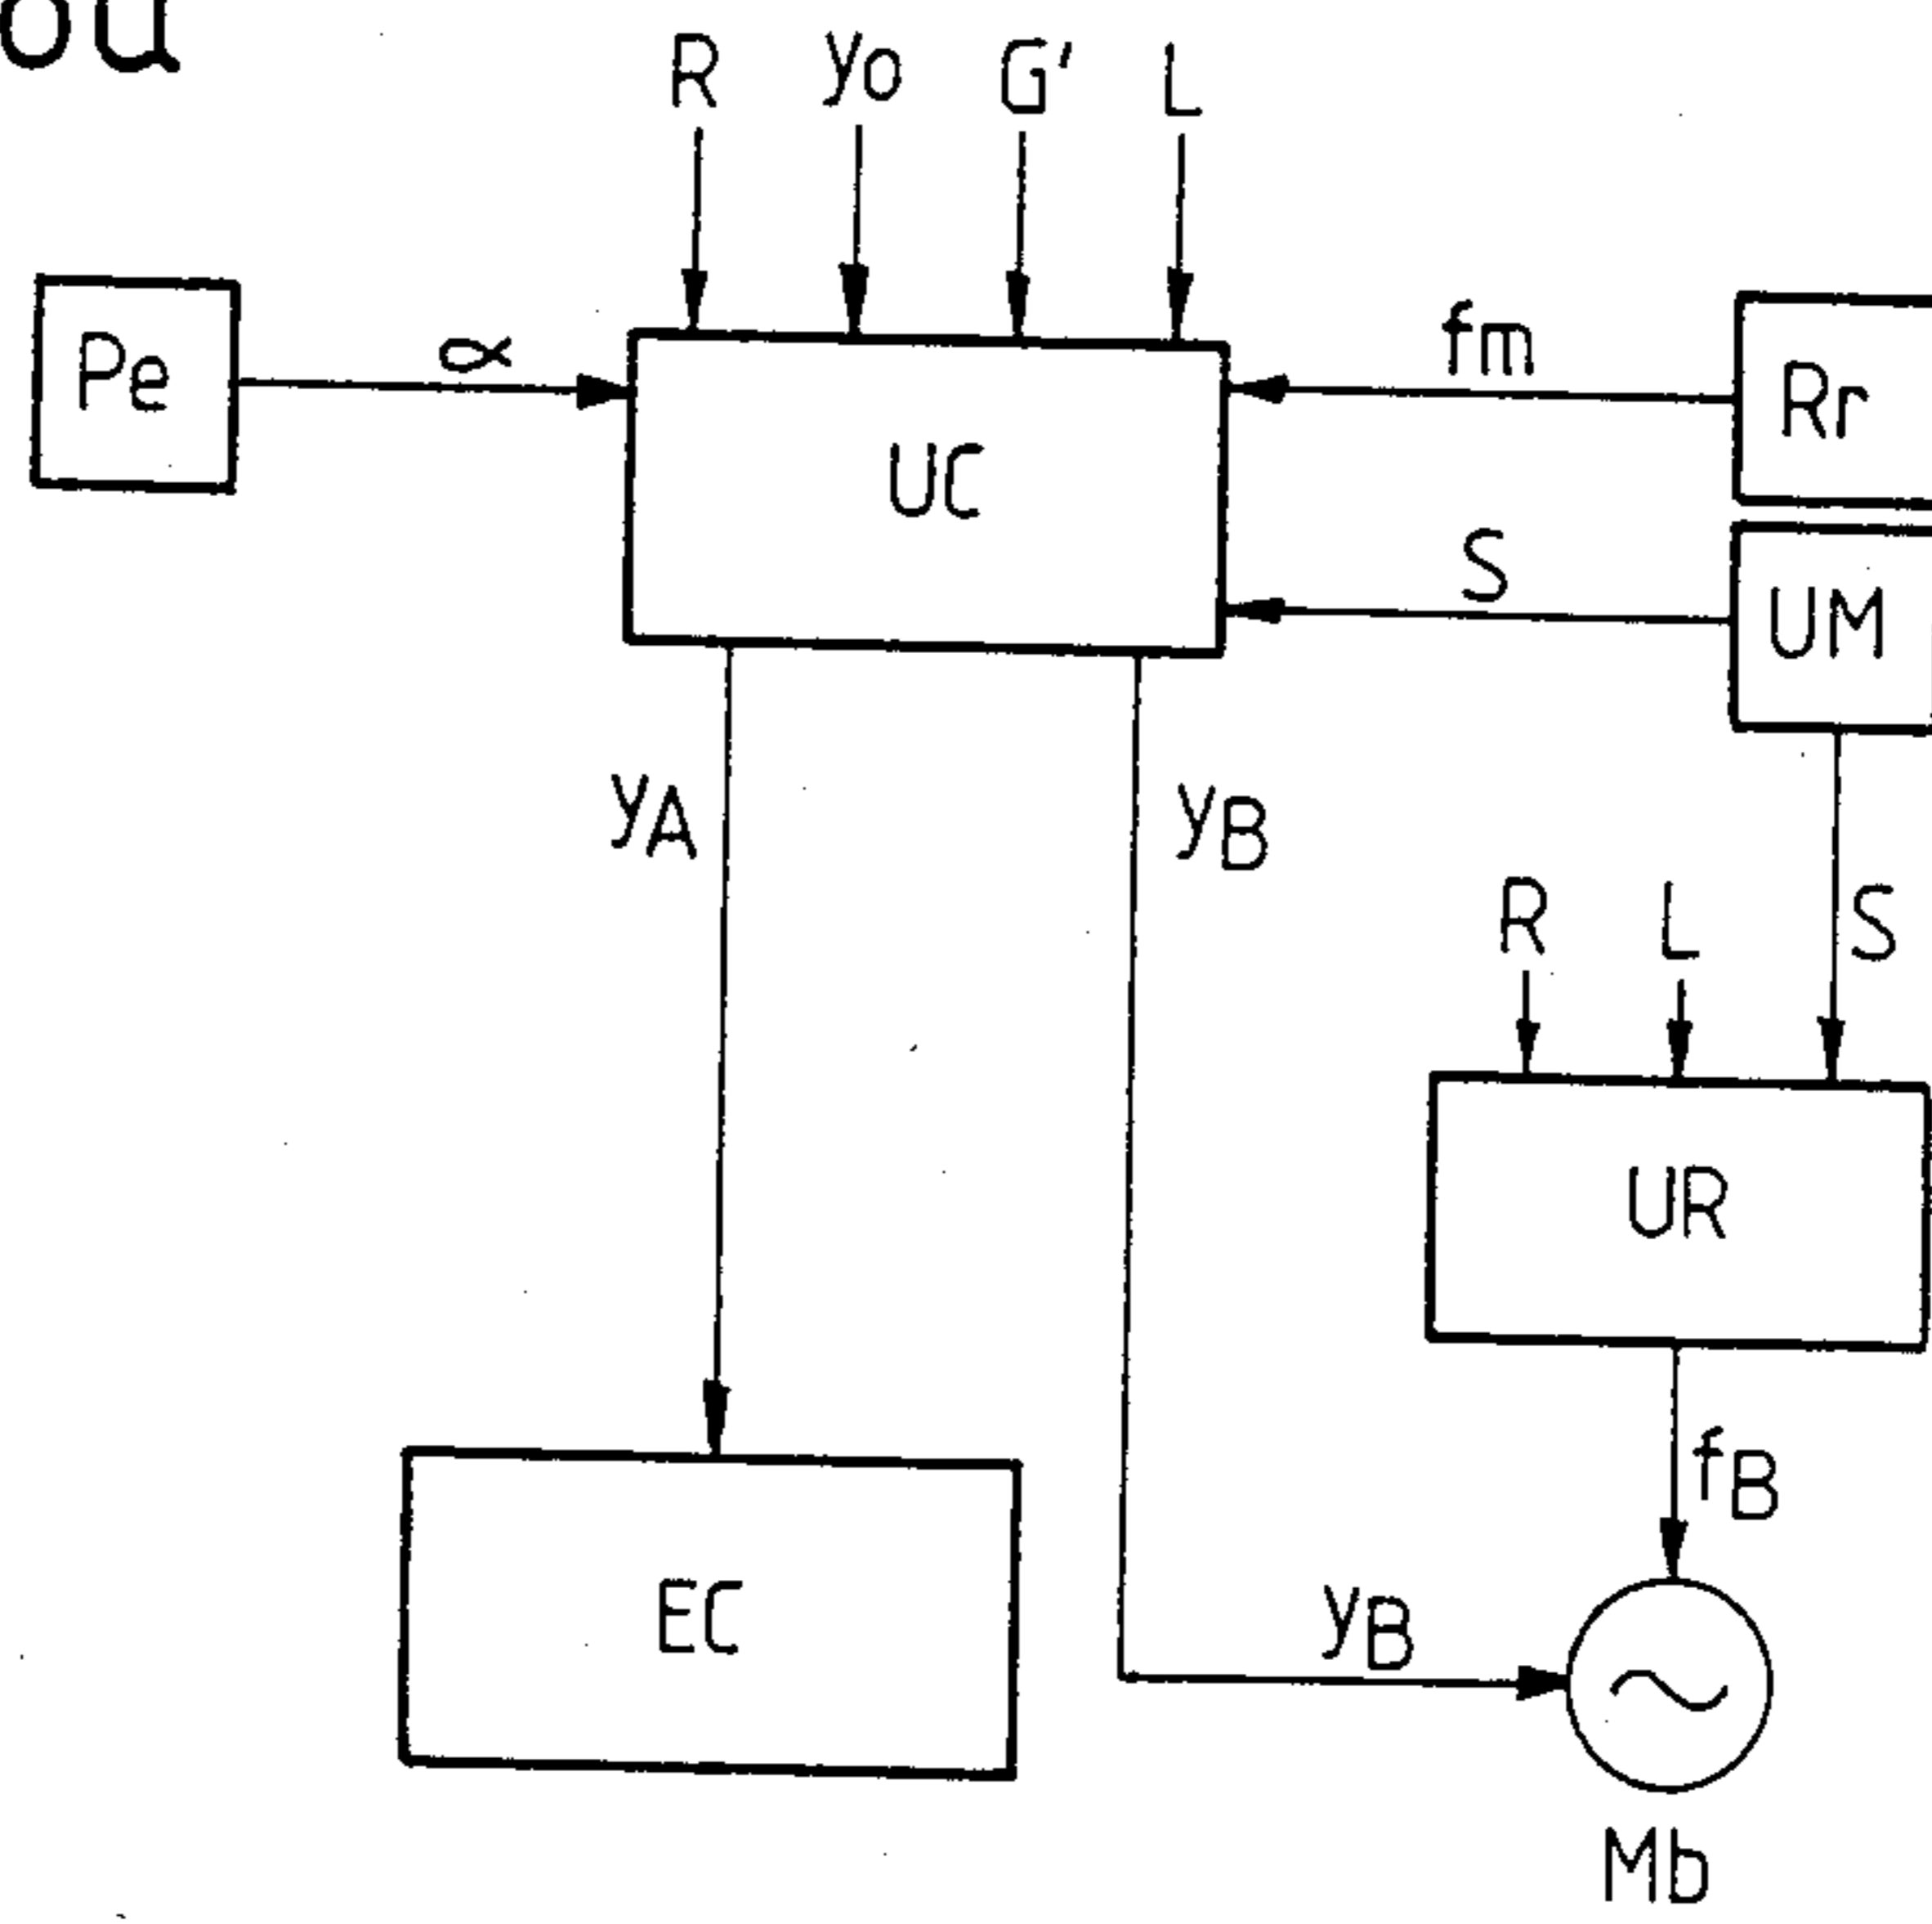 R yo G' L
Pe α fm Rr
UC
S UM
yA yB
R L S
UR
fB
EC yB
Mb